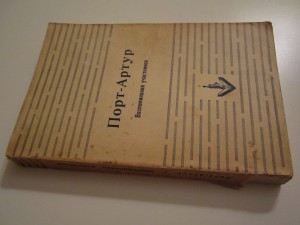 Порт-Артур
Воспоминания участников